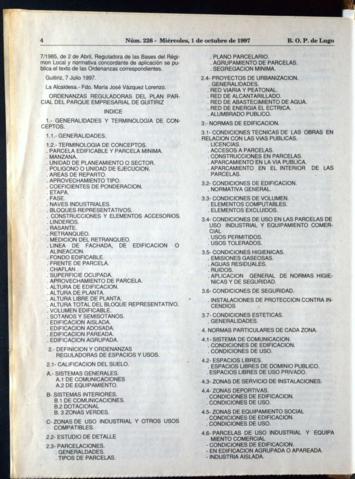 4 Núm. 226 - Miércoles, 1 de octubre de 1997 B. O. P. de Lugo
7/1985, de 2 de Abril, Reguladora de las Bases del Régi-
men Local y normativa concordante de aplicación se pu-
blica el texto de las Ordenanzas correspondientes.
Guitiriz, 7 Julio 1997.
La Alcaldesa.- Fdo. María José Vázquez Lorenzo.
ORDENANZAS REGULADORAS DEL PLAN PAR-
CIAL DEL PARQUE EMPRESARIAL DE GUITIRIZ
INDICE
1.- GENERALIDADES Y TERMINOLOGIA DE CON-
CEPTOS.
1.1.- GENERALIDADES.
1.2.- TERMINOLOGIA DE CONCEPTOS.
. PARCELA EDIFICABLE Y PARCELA MINIMA.
. MANZANA.
. UNIDAD DE PLANEAMIENTO O SECTOR.
. POLIGONO O UNIDAD DE EJECUCION.
. AREAS DE REPARTO.
. APROVECHAMIENTO TIPO.
. COEFICIENTES DE PONDERACION.
. ETAPA.
. FASE.
. NAVES INDUSTRIALES.
. BLOQUES REPRESENTATIVOS.
. CONSTRUCCIONES Y ELEMENTOS ACCESORIOS.
. LINDEROS.
. RASANTE.
. RETRANQUEO.
. MEDICION DEL RETRANQUEO.
. LINEA DE FACHADA, DE EDIFICACION O
ALINEACION.
. FONDO EDIFICABLE.
. FRENTE DE PARCELA.
. CHAFLAN.
. SUPERFICIE OCUPADA.
. APROVECHAMIENTO DE PARCELA.
. ALTURA DE EDIFICACION.
. ALTURA DE PLANTA.
. ALTURA LIBRE DE PLANTA.
. ALTURA TOTAL DEL BLOQUE REPRESENTATIVO.
. VOLUMEN EDIFICABLE.
. SOTANOS Y SEMISOTANOS.
. EDIFICACION AISLADA.
. EDIFICACION ADOSADA.
. EDIFICACION PAREADA.
. EDIFICACION AGRUPADA.
2.- DEFINICION Y ORDENANZAS
REGULADORAS DE ESPACIOS Y USOS.
2.1- CALIFICACION DEL SUELO.
A.- SISTEMAS GENERALES.
A.1 DE COMUNICACIONES
A.2 DE EQUIPAMIENTO.
B- SISTEMAS INTERIORES.
B.1 DE COMUNICACIONES.
B.2 DOTACIONAL.
B. 3 ZONAS VERDES.
C- ZONAS DE USO INDUSTRIAL Y OTROS USOS
COMPATIBLES.
2.2- ESTUDIO DE DETALLE
2.3- PARCELACIONES.
. GENERALIDADES.
. TIPOS DE PARCELAS.
. PLANO PARCELARIO.
. AGRUPAMIENTO DE PARCELAS.
. SEGREGACION MINIMA.
2.4- PROYECTOS DE URBANIZACION.
. GENERALIDADES.
. RED VIARIA Y PEATONAL.
. RED DE ALCANTARILLADO.
. RED DE ABASTECIMIENTO DE AGUA.
. RED DE ENERGIA ELECTRICA.
. ALUMBRADO PUBLICO.
3.- NORMAS DE EDIFICACION.
3.1- CONDICIONES TECNICAS DE LAS OBRAS EN
RELACION CON LAS VIAS PUBLICAS.
. LICENCIAS.
. ACCESOS A PARCELAS.
. CONSTRUCCIONES EN PARCELAS.
. APARCAMIENTO EN LA VIA PUBLICA.
. APARCAMIENTO EN EL INTERIOR DE LAS
PARCELAS.
3.2- CONDICIONES DE EDIFICACION.
. NORMATIVA GENERAL.
3.3- CONDICIONES DE VOLUMEN.
. ELEMENTOS COMPUTABLES.
. ELEMENTOS EXCLUIDOS.
3.4- CONDICIONES DE USO EN LAS PARCELAS DE
USO INDUSTRIAL Y EQUIPAMIENTO COMER-
CIAL.
. USOS PERMITIDOS.
. USOS TOLERADOS.
3.5- CONDICIONES HIGIENICAS.
. EMISIONES GASEOSAS.
. AGUAS RESIDUALES.
. RUIDOS.
. APLICACION GENERAL DE NORMAS HIGIE-
NICAS Y DE SEGURIDAD.
3.6- CONDICIONES DE SEGURIDAD.
. INSTALACIONES DE PROTECCION CONTRA IN-
CENDIOS
3.7- CONDICIONES ESTETICAS.
. GENERALIDADES.
4. NORMAS PARTICULARES DE CADA ZONA.
4.1- SISTEMA DE COMUNICACION.
. CONDICIONES DE EDIFICACION.
. CONDICIONES DE USO.
4.2- ESPACIOS LIBRES.
. ESPACIOS LIBRES DE DOMINIO PUBLICO.
. ESPACIOS LIBRES DE USO PRIVADO.
4.3- ZONAS DE SERVICIO DE INSTALACIONES.
4.4- ZONAS DEPORTIVAS.
. CONDICIONES DE EDIFICACION.
. CONDICIONES DE USO.
4.5- ZONAS DE EQUIPAMIENTO SOCIAL
. CONDICIONES DE EDIFICACION.
. CONDICIONES DE USO.
4.6- PARCELAS DE USO INDUSTRIAL Y EQUIPA
MIENTO COMERCIAL
. CONDICIONES DE EDIFICACION.
- EN EDIFICACION AGRUPADA O APAREADA.
- INDUSTRIA AISLADA.